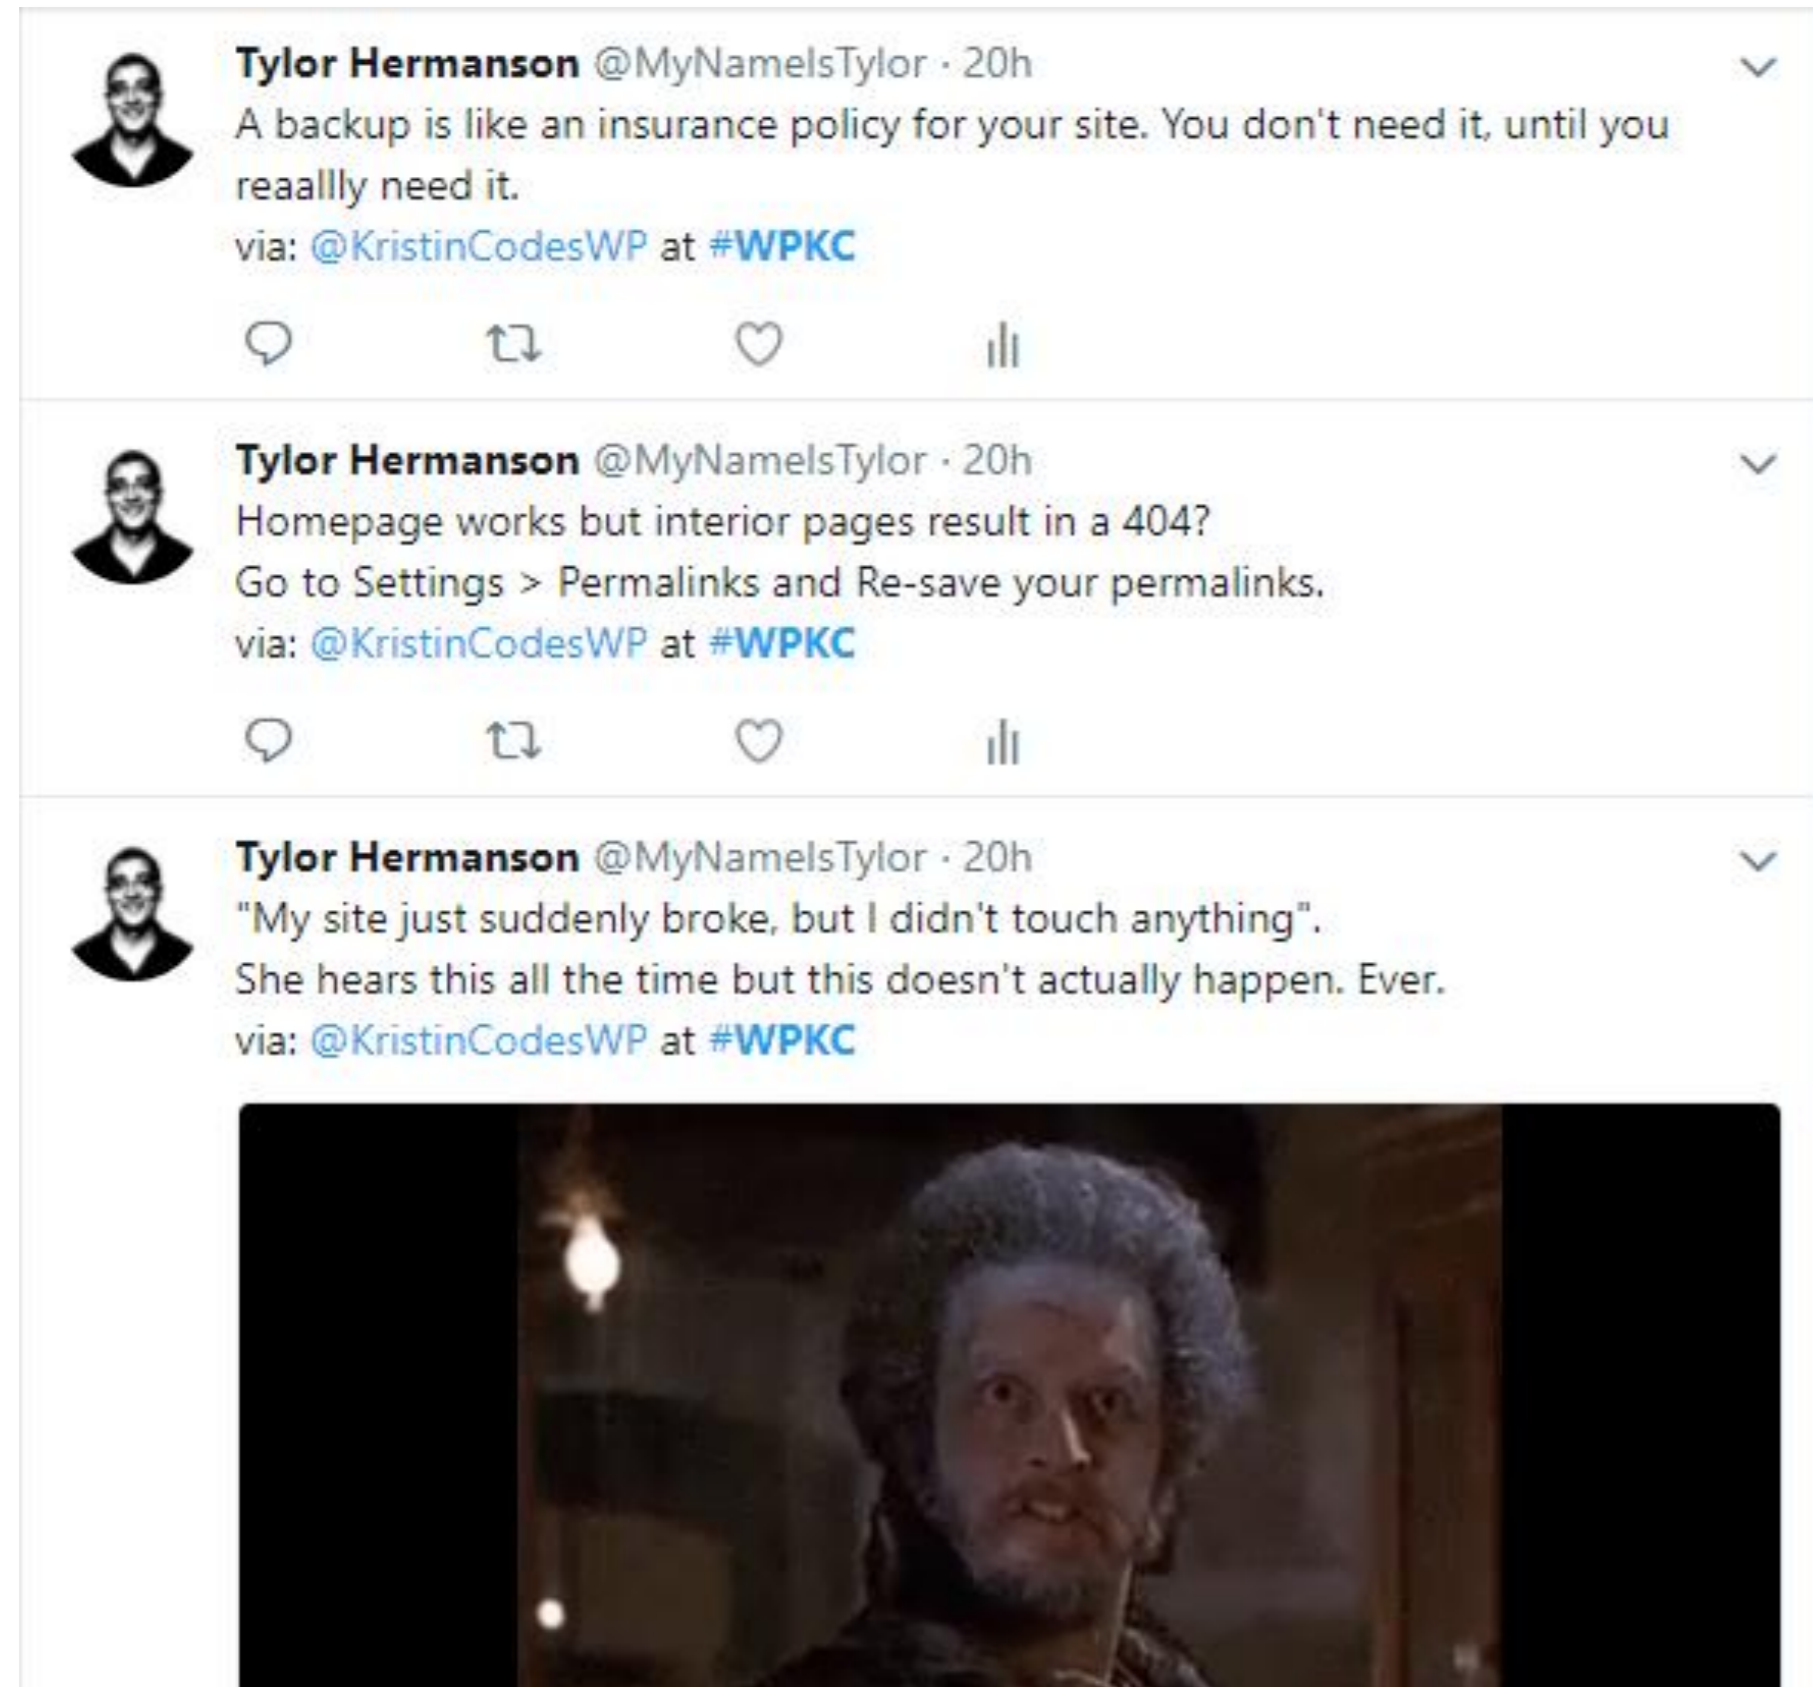 Tylor Hermanson @MyNameIsTylor · 20h
A backup is like an insurance policy for your site. You don't need it, until you
reaallly need it.
via: @KristinCodesWP at #WPKC
Tylor Hermanson @MyNameIsTylor · 20h
Homepage works but interior pages result in a 404?
Go to Settings > Permalinks and Re-save your permalinks.
via: @KristinCodesWP at #WPKC
Tylor Hermanson @MyNameIsTylor · 20h
"My site just suddenly broke, but I didn't touch anything".
She hears this all the time but this doesn't actually happen. Ever.
via: @KristinCodesWP at #WPKC